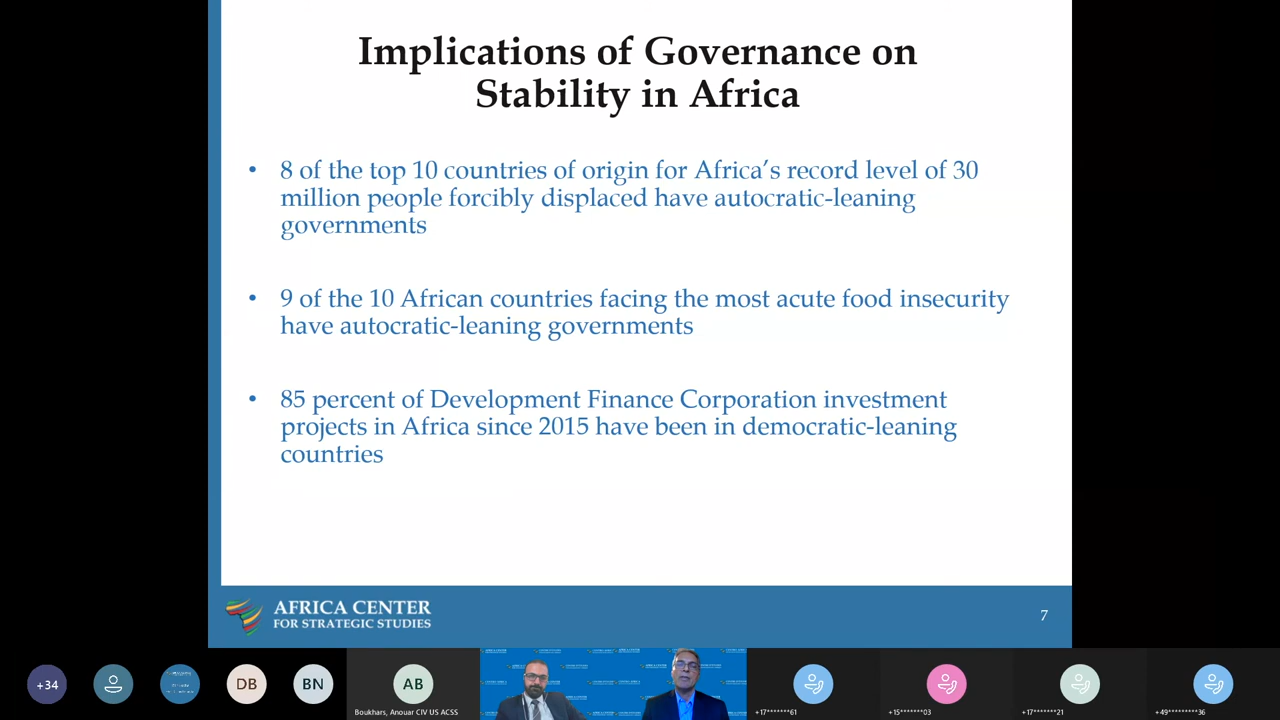 Implications of Governance on
Stability in Africa
• 8 of the top 10 countries of origin for Africa’s record level of 30
million people forcibly displaced have autocratic-leaning
governments
• 9 of the 10 African countries facing the most acute food insecurity
have autocratic-leaning governments
• 85 percent of Development Finance Corporation investment
projects in Africa since 2015 have been in democratic-leaning
countries
AFRICA CENTER
FOR STRATEGIC STUDIES
7
+34
DB
BN
AB
Boukhars, Anouar CIV US ACSS
+17*******61
+15*******03
+17*******21
+49*********36